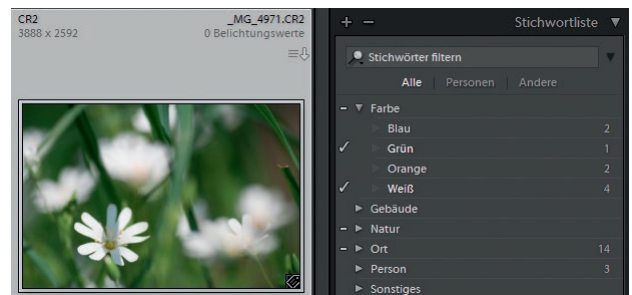 CR2
_MG_4971.CR2
3888 x 2592
0 Belichtungswerte
+ − Stichwortliste
Stichwörter filtern
Alle | Personen | Andere
Farbe
Blau 2
Grün 1
Orange 2
Weiß 4
Gebäude
Natur
Ort 14
Person 3
Sonstiges